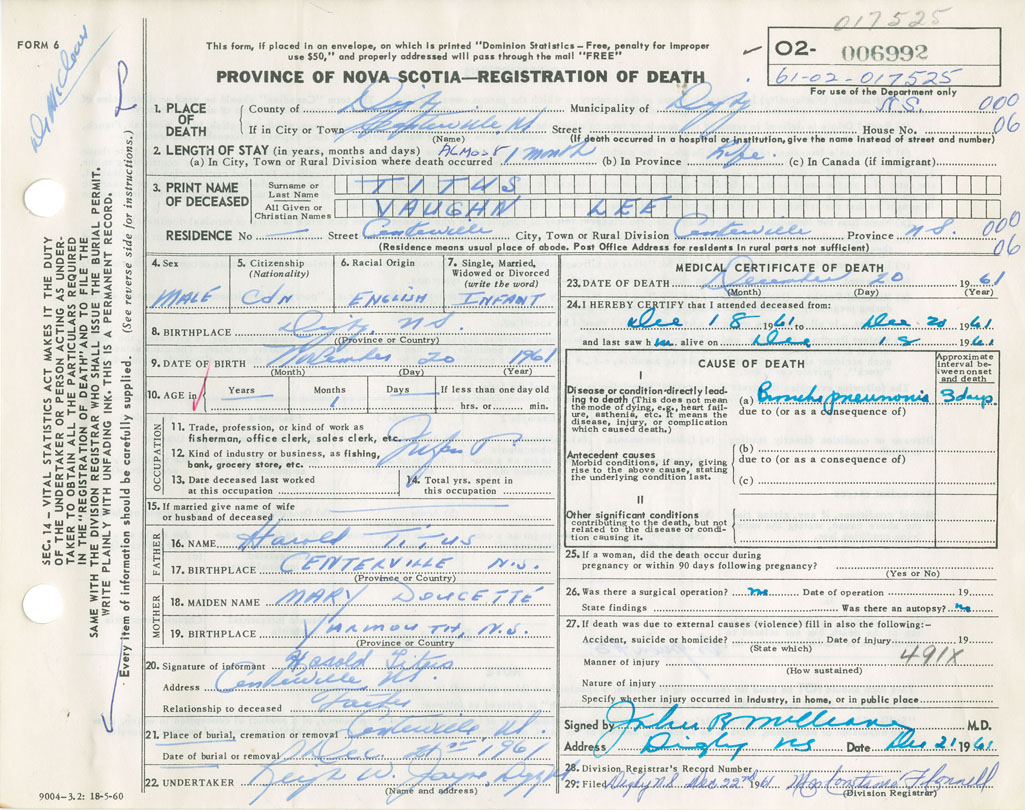 017525
FORM 6
This form, if placed in an envelope, on which is printed "Dominion Statistics–Free, penalty for improper
use $50," and properly addressed will pass through the mail "FREE"
02- 006992
61-02-017525
PROVINCE OF NOVA SCOTIA—REGISTRATION OF DEATH
For use of the Department only
N.S.
000
06
1. PLACE OF DEATH
County of Digby Municipality of Digby
If in City or Town Centerville, NS Street House No.
(Name) (If death occurred in a hospital or institution, give the name instead of street and number)
2. LENGTH OF STAY (in years, months and days) ALMOST
(a) In City, Town or Rural Division where death occurred 1 month (b) In Province Life. (c) In Canada (if immigrant)
3. PRINT NAME OF DECEASED
Surname or Last Name TITUS
All Given or Christian Names VAUGHN LEE
RESIDENCE No — Street Centerville City, Town or Rural Division Centerville Province N.S.
000
06
(Residence means usual place of abode. Post Office Address for residents in rural parts not sufficient)
4. Sex
MALE
5. Citizenship
(Nationality)
CDN
6. Racial Origin
ENGLISH
7. Single, Married,
Widowed or Divorced
(write the word)
INFANT
8. BIRTHPLACE Digby, N.S.
(Province or Country)
9. DATE OF BIRTH November 20 1961
(Month) (Day) (Year)
10. AGE in
Years —
Months 1
Days —
If less than one day old
hrs. or min.
OCCUPATION
11. Trade, profession, or kind of work as
fisherman, office clerk, sales clerk, etc.
12. Kind of industry or business, as fishing,
bank, grocery store, etc.
Infant
13. Date deceased last worked
at this occupation
14. Total yrs. spent in
this occupation
15. If married give name of wife
or husband of deceased
FATHER
16. NAME Harold Titus
17. BIRTHPLACE CENTERVILLE N.S.
(Province or Country)
MOTHER
18. MAIDEN NAME MARY DOUCETTE
19. BIRTHPLACE YARMOUTH, N.S.
(Province or Country
20. Signature of informant Harold Titus
Address Centerville NS.
Relationship to deceased Father
21. Place of burial, cremation or removal Centerville, NS
Date of burial or removal Dec. 21st 1961
22. UNDERTAKER W. Jayne, Digby
(Name and address)
9004–3.2: 18-5-60
MEDICAL CERTIFICATE OF DEATH
23. DATE OF DEATH December 20 1961
(Month) (Day) (Year)
24. I HEREBY CERTIFY that I attended deceased from:
Dec 18 1961 to Dec 20 1961
and last saw him alive on Dec 18 1961
CAUSE OF DEATH
Approximate
interval between
onset
and death
I
Disease or condition directly leading
to death (This does not mean
the mode of dying, e.g., heart failure,
asthenia, etc. It means the
disease, injury, or complication
which caused death.)
(a) Broncho pneumonia 3 days.
due to (or as a consequence of)
Antecedent causes
Morbid conditions, if any, giving
rise to the above cause, stating
the underlying condition last.
(b)
due to (or as a consequence of)
(c)
II
Other significant conditions
contributing to the death, but not
related to the disease or condition
causing it.
25. If a woman, did the death occur during
pregnancy or within 90 days following pregnancy?
(Yes or No)
26. Was there a surgical operation? no Date of operation 19
State findings Was there an autopsy? no
27. If death was due to external causes (violence) fill in also the following:–
Accident, suicide or homicide? Date of injury 19
(State which)
491X
Manner of injury
(How sustained)
Nature of injury
Specify whether injury occurred in industry, in home, or in public place
Signed by John R McCleave M.D.
Address Digby NS Date Dec 21 1961
28. Division Registrar's Record Number
29. Filed Digby N.S Dec. 22nd 1961
(Division Registrar)
Dr McCleave
SEC. 14 – VITAL STATISTICS ACT MAKES IT THE DUTY
OF THE UNDERTAKER OR PERSON ACTING AS UNDERTAKER
TO OBTAIN ALL THE PARTICULARS REQUIRED
IN THE "REGISTRATION OF EATH" AND TO FILE THE
SAME WITH THE DIVISION REGISTRAR WHO SHALL ISSUE THE BURIAL PERMIT.
WRITE PLAINLY WITH UNFADING INK. THIS IS A PERMANENT RECORD.
Every item of information should be carefully supplied. (See reverse side for instructions.)